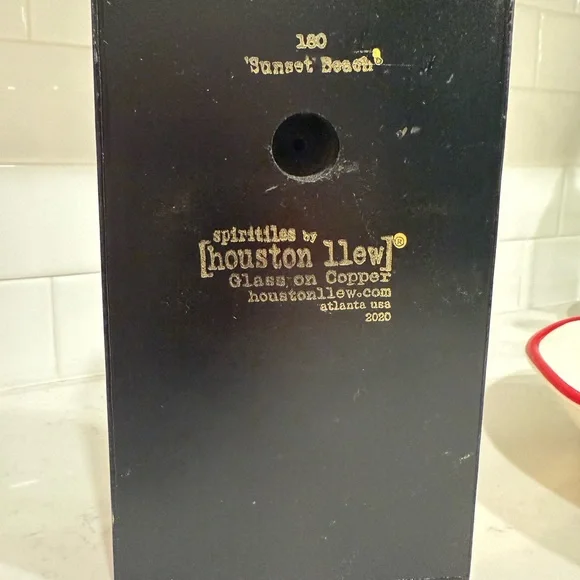 180
'Sunset Beach'
spiritiles by
[houston llew]®
Glass on Copper
houstonllew.com
atlanta usa
2020